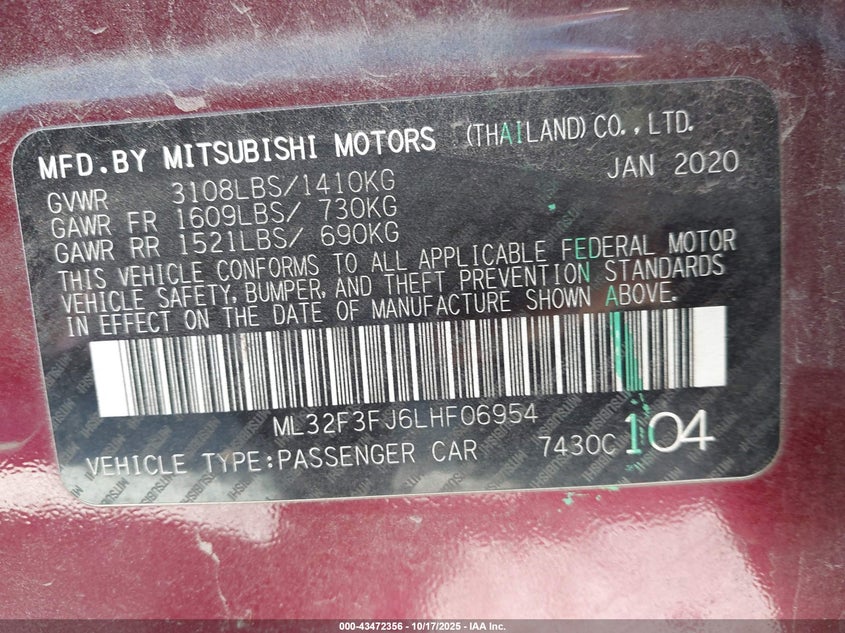 MFD.BY MITSUBISHI MOTORS (THAILAND) CO.,LTD.
JAN 2020
GVWR 3108LBS/1410KG
GAWR FR 1609LBS/ 730KG
GAWR RR 1521LBS/ 690KG
THIS VEHICLE CONFORMS TO ALL APPLICABLE FEDERAL MOTOR
VEHICLE SAFETY, BUMPER, AND THEFT PREVENTION STANDARDS
IN EFFECT ON THE DATE OF MANUFACTURE SHOWN ABOVE.
ML32F3FJ6LHF06954
VEHICLE TYPE:PASSENGER CAR 7430C 104
000-43472356 | 10/17/2025 - IAA Inc.